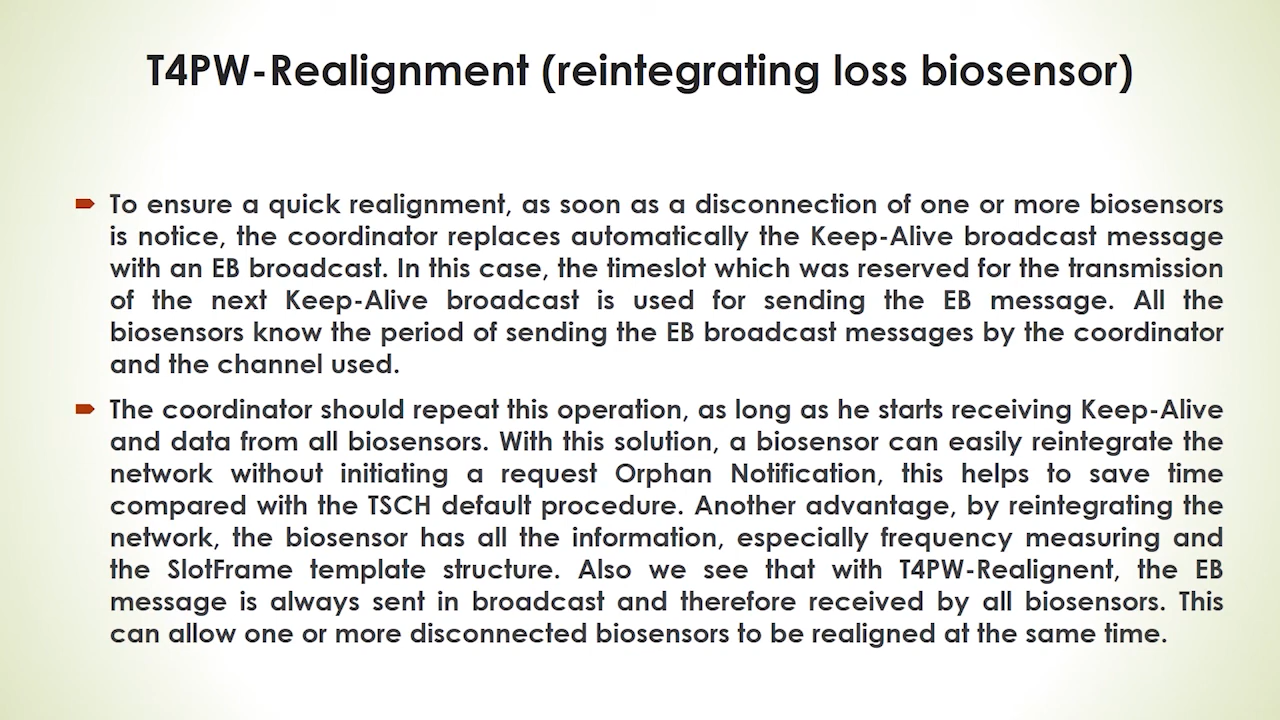 T4PW-Realignment (reintegrating loss biosensor)
To ensure a quick realignment, as soon as a disconnection of one or more biosensors
is notice, the coordinator replaces automatically the Keep-Alive broadcast message
with an EB broadcast. In this case, the timeslot which was reserved for the transmission
of the next Keep-Alive broadcast is used for sending the EB message. All the
biosensors know the period of sending the EB broadcast messages by the coordinator
and the channel used.
The coordinator should repeat this operation, as long as he starts receiving Keep-Alive
and data from all biosensors. With this solution, a biosensor can easily reintegrate the
network without initiating a request Orphan Notification, this helps to save time
compared with the TSCH default procedure. Another advantage, by reintegrating the
network, the biosensor has all the information, especially frequency measuring and
the SlotFrame template structure. Also we see that with T4PW-Realignent, the EB
message is always sent in broadcast and therefore received by all biosensors. This
can allow one or more disconnected biosensors to be realigned at the same time.